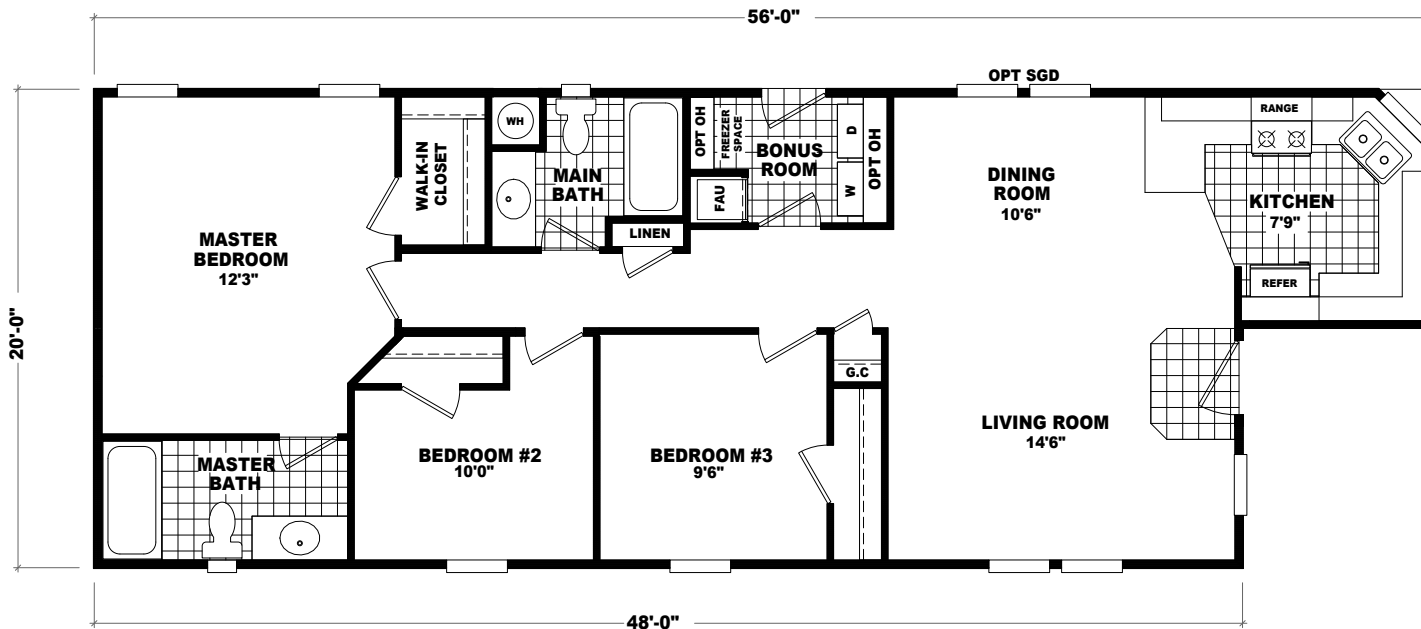 56'-0"
OPT SGD
RANGE
WH
OPT OH
FREEZER
SPACE
D
OPT OH
BONUS
ROOM
WALK-IN
CLOSET
MAIN
BATH
DINING
ROOM
10'6"
KITCHEN
7'9"
FAU
W
LINEN
MASTER
BEDROOM
12'3"
REFER
20'-0"
G.C
LIVING ROOM
14'6"
MASTER
BATH
BEDROOM #2
10'0"
BEDROOM #3
9'6"
48'-0"